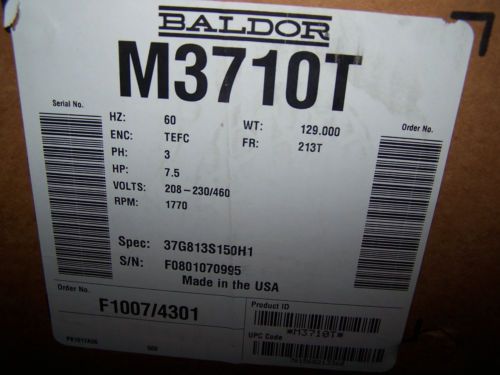 BALDOR
M3710T
Serial No.
HZ: 60
ENC: TEFC
PH: 3
HP: 7.5
VOLTS: 208-230/460
RPM: 1770
WT: 129.000
FR: 213T
Order No.
Spec: 37G813S150H1
S/N: F0801070995
Made in the USA
Order No.
F1007/4301
Product ID
*M3710T*
UPC Code